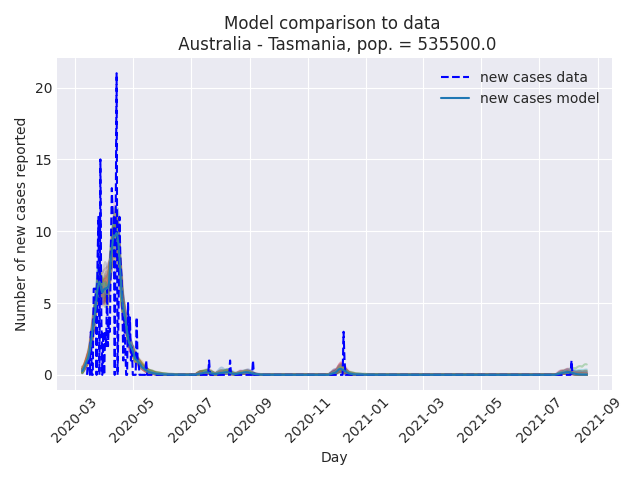 Model comparison to data
Australia - Tasmania, pop. = 535500.0
new cases data
new cases model
Number of new cases reported
20
15
10
5
0
2020-03
2020-05
2020-07
2020-09
2020-11
2021-01
2021-03
2021-05
2021-07
2021-09
Day